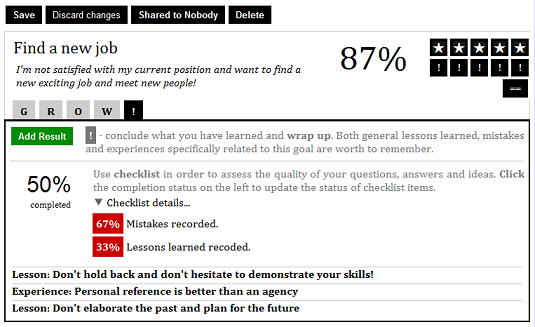 Save Discard changes Shared to Nobody Delete
Find a new job
87%
★ ★ ★ ★ ★
I'm not satisfied with my current position and want to find a
new exciting job and meet new people!
! ! ! ! !
==
G R O W !
Add Result
! - conclude what you have learned and wrap up. Both general lessons learned, mistakes
and experiences specifically related to this goal are worth to remember.
50%
completed
Use checklist in order to assess the quality of your questions, answers and ideas. Click
the completion status on the left to update the status of checklist items.
▼ Checklist details...
67% Mistakes recorded.
33% Lessons learned recoded.
Lesson: Don't hold back and don't hesitate to demonstrate your skills!
Experience: Personal reference is better than an agency
Lesson: Don't elaborate the past and plan for the future